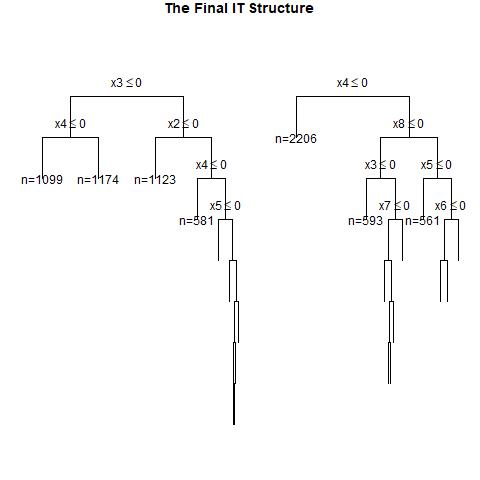 The Final IT Structure
x3 ≤ 0
x4 ≤ 0
x4 ≤ 0
x2 ≤ 0
x8 ≤ 0
n=2206
x4 ≤ 0
x3 ≤ 0
x5 ≤ 0
n=1099
n=1174
n=1123
x5 ≤ 0
x7 ≤ 0
x6 ≤ 0
n=581
n=593
n=561